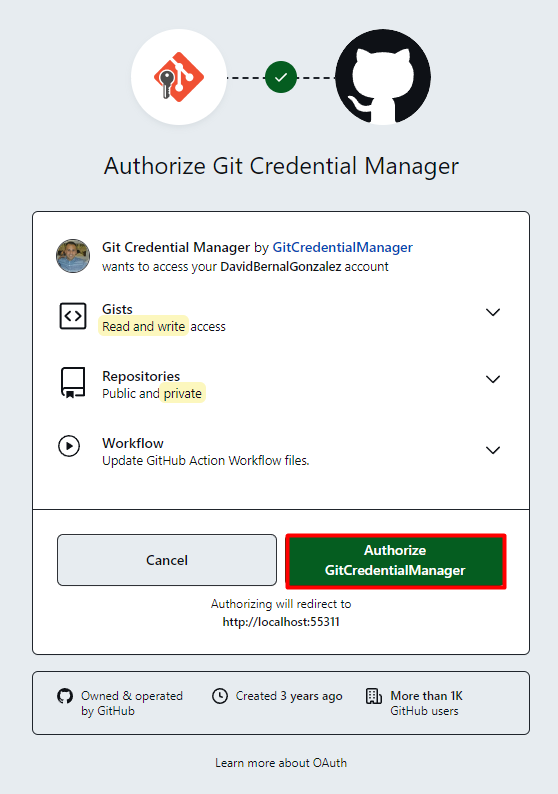 Authorize Git Credential Manager
Git Credential Manager by GitCredentialManager
wants to access your DavidBernalGonzalez account
Gists
Read and write access
Repositories
Public and private
Workflow
Update GitHub Action Workflow files.
Cancel
Authorize
GitCredentialManager
Authorizing will redirect to
http://localhost:55311
Owned & operated
by GitHub
Created 3 years ago
More than 1K
GitHub users
Learn more about OAuth